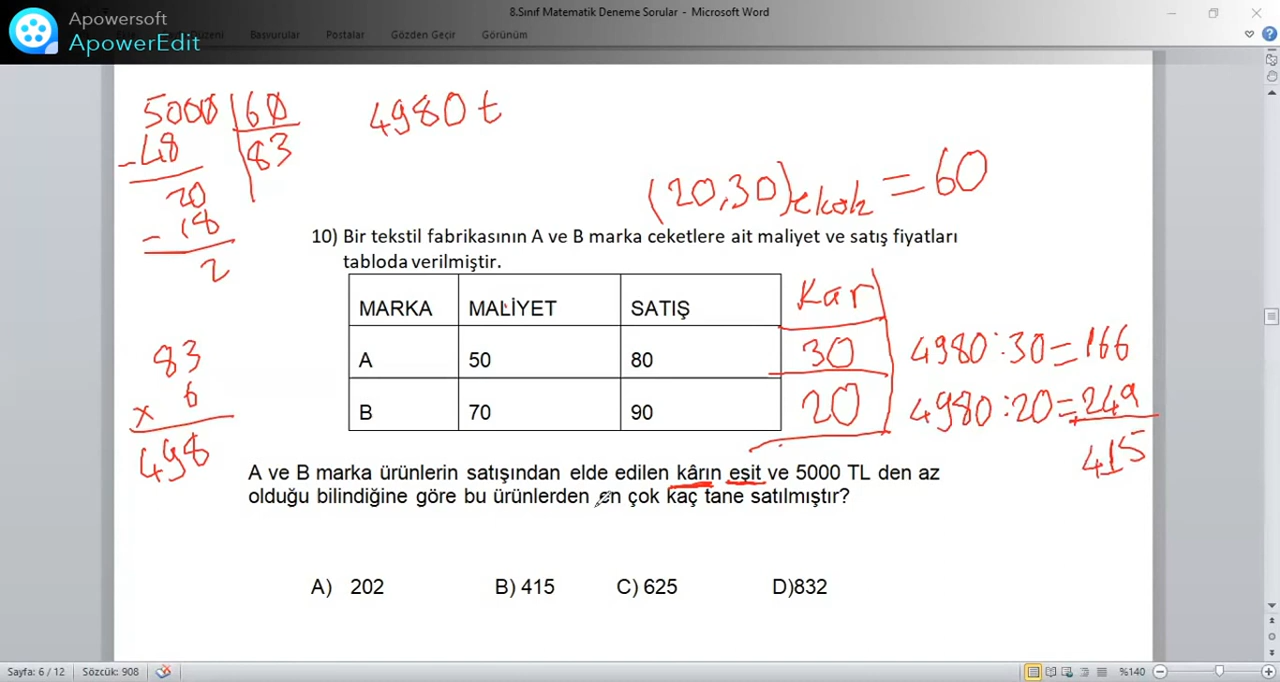 8.Sınıf Matematik Deneme Sorular - Microsoft Word
Apowersoft
ApowerEdit
Başvurular Postalar Gözden Geçir Görünüm
5000 60
-48 83
20
-18
2
4980 t
(20,30)ekok = 60
10) Bir tekstil fabrikasının A ve B marka ceketlere ait maliyet ve satış fiyatları
tabloda verilmiştir.
MARKA MALİYET SATIŞ Kar
A 50 80 30 4980:30=166
B 70 90 20 4980:20=249
415
83
x 6
498
A ve B marka ürünlerin satışından elde edilen kârın eşit ve 5000 TL den az
olduğu bilindiğine göre bu ürünlerden en çok kaç tane satılmıştır?
A) 202 B) 415 C) 625 D)832
Sayfa: 6 / 12 Sözcük: 908 %140